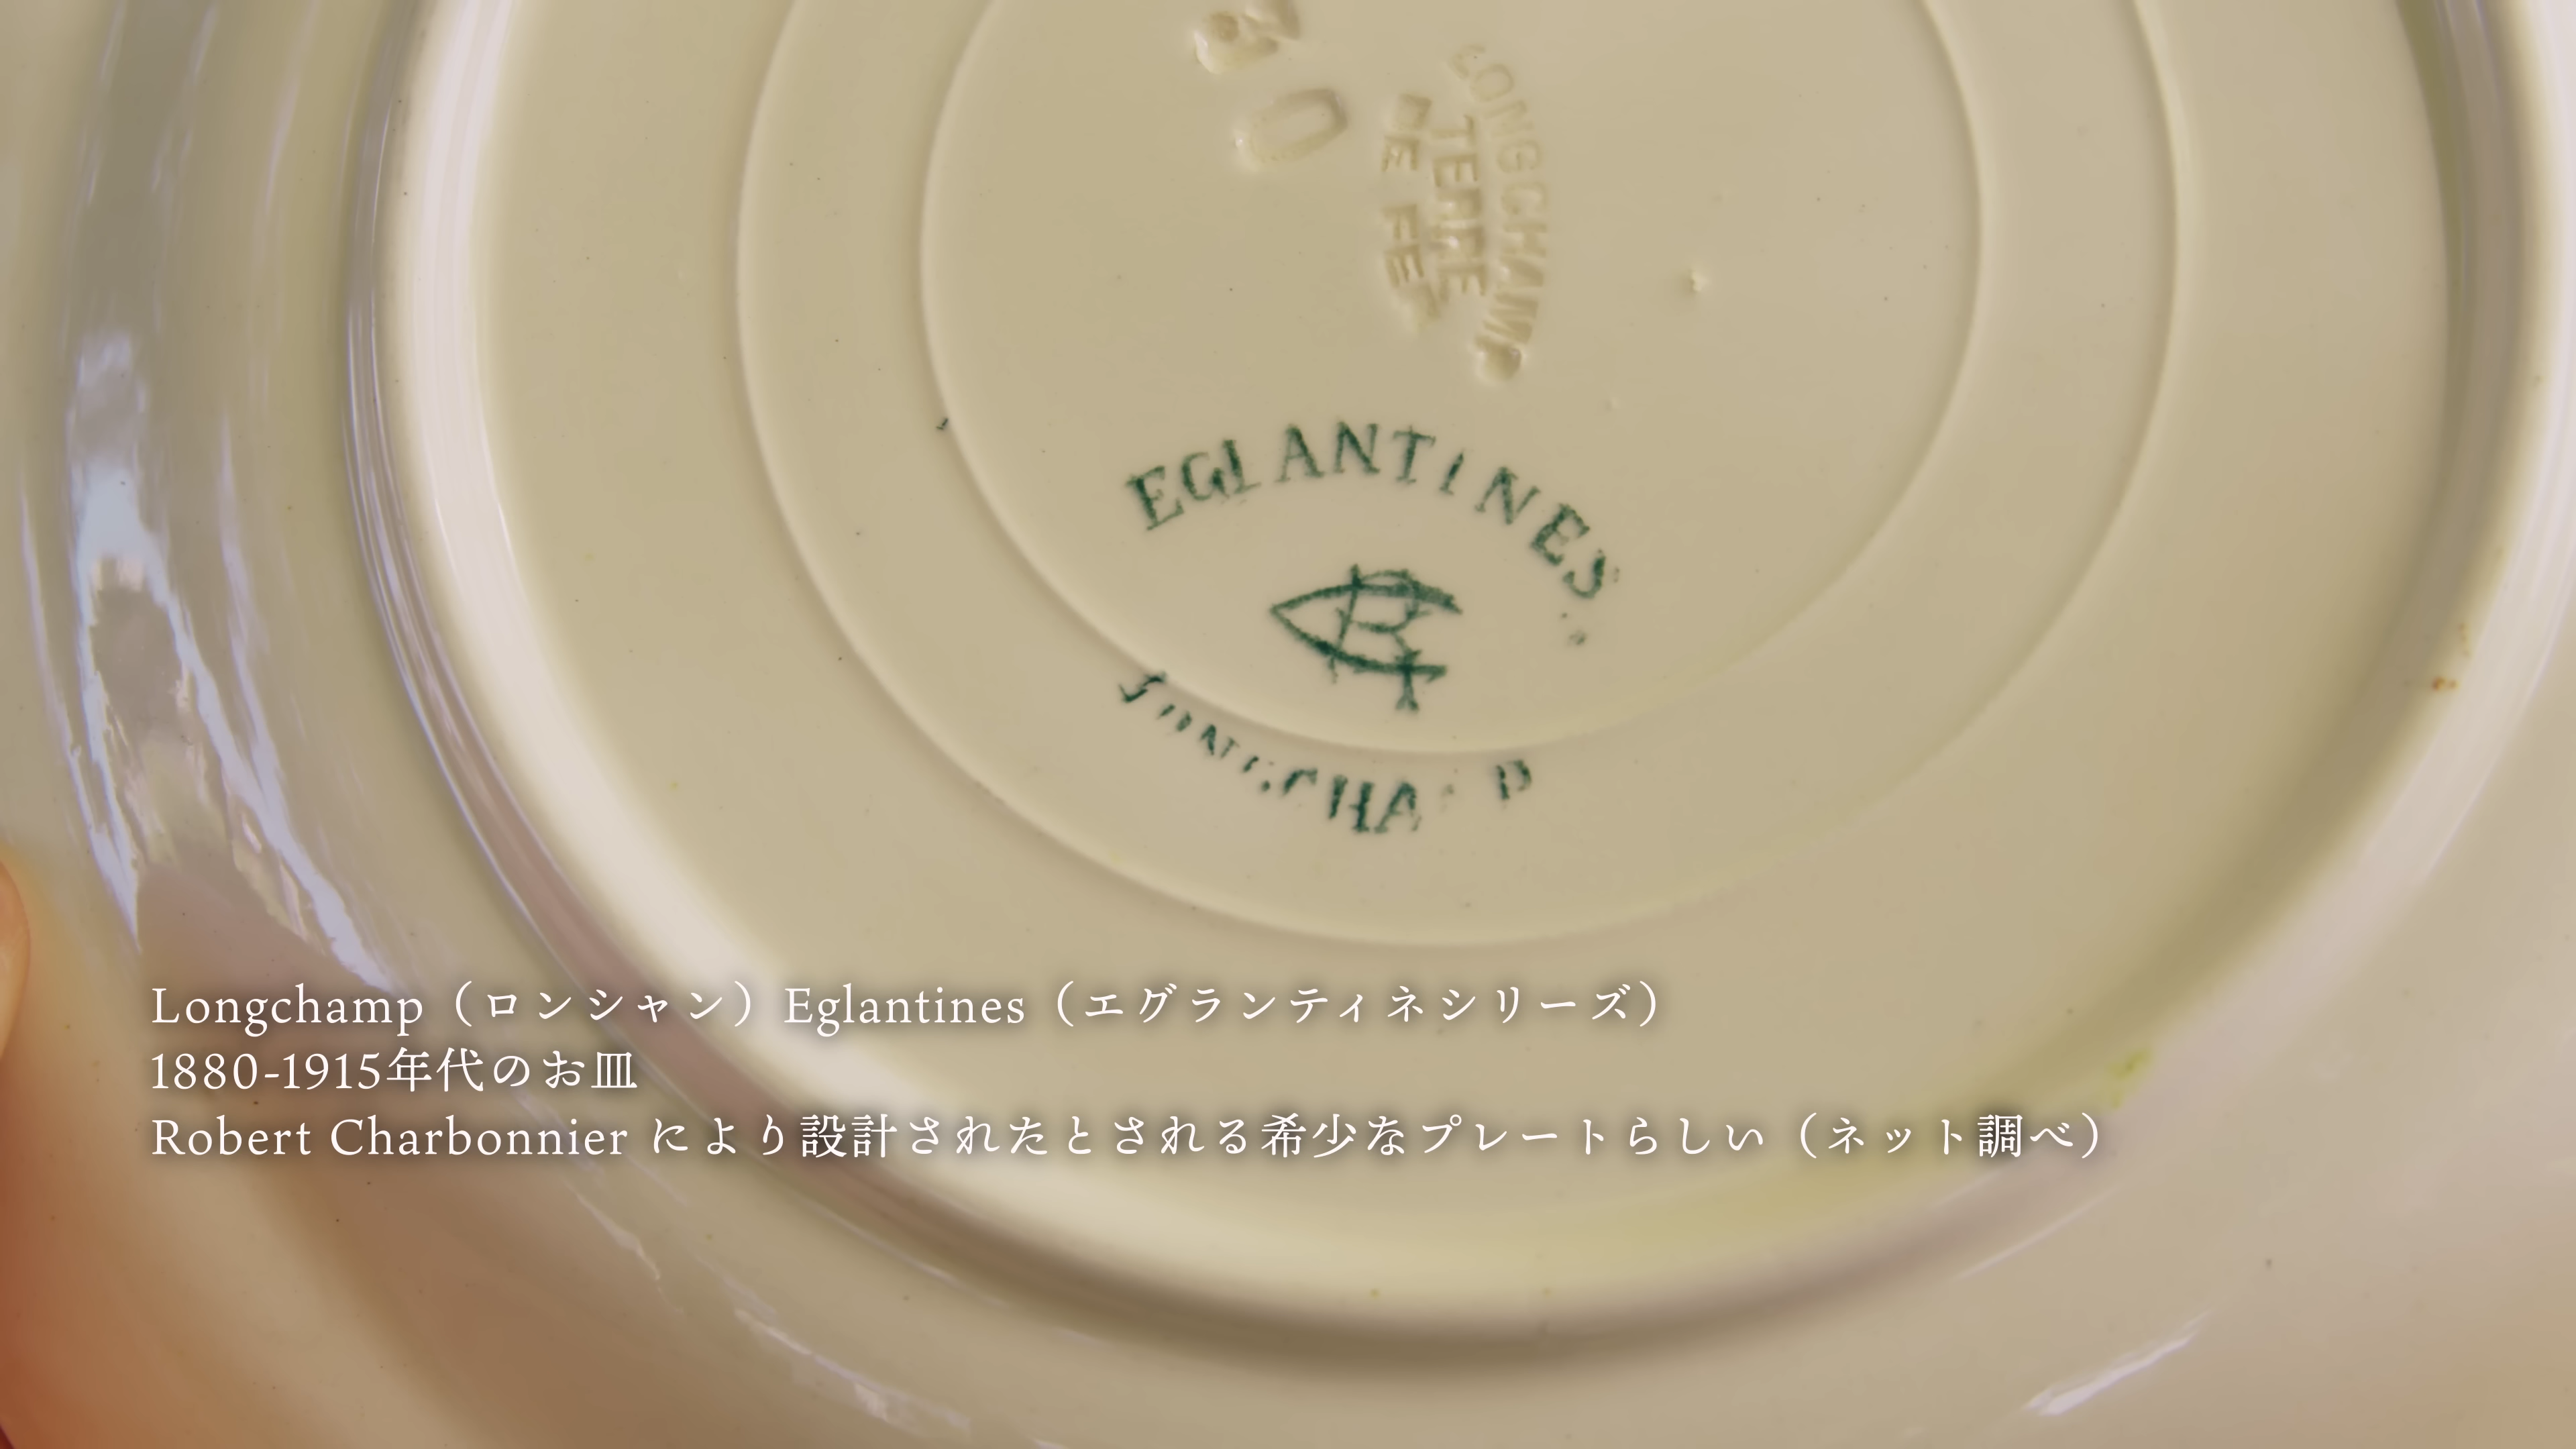 LONGCHAMP
TERRE
DE FER
EGLANTINES
Longchamp（ロンシャン）Eglantines（エグランティネシリーズ）
1880-1915年代のお皿
Robert Charbonnier により設計されたとされる希少なプレートらしい（ネット調べ）